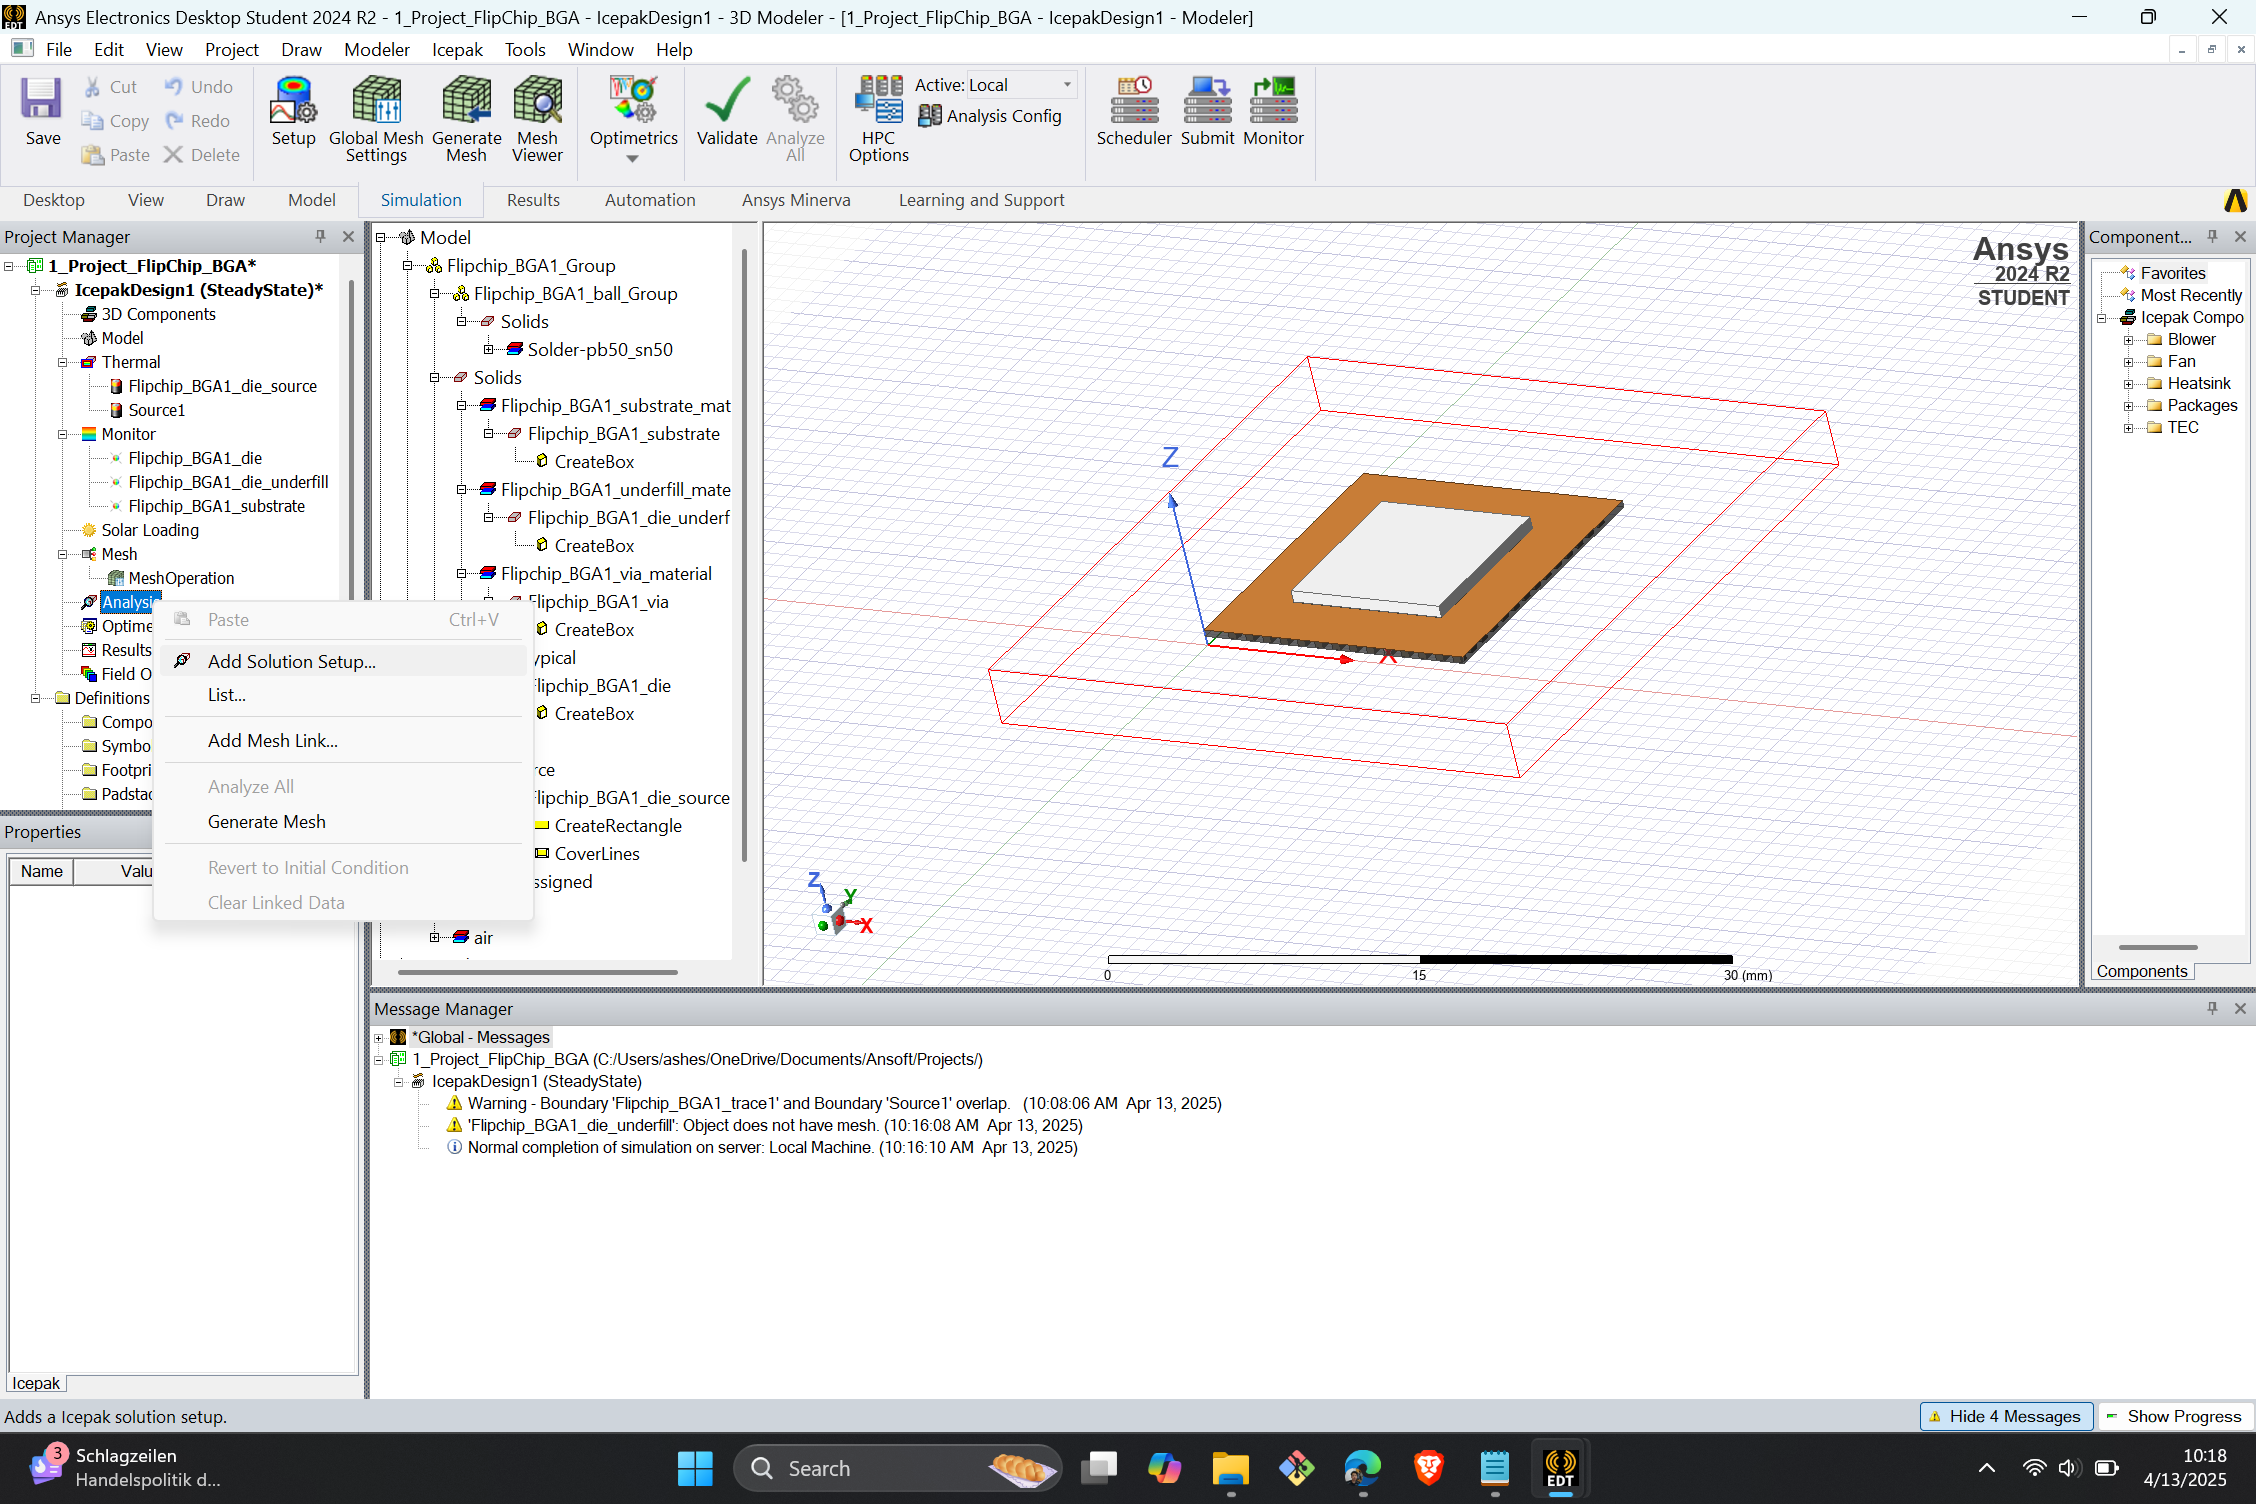 Ansys Electronics Desktop Student 2024 R2 - 1_Project_FlipChip_BGA - IcepakDesign1 - 3D Modeler - [1_Project_FlipChip_BGA - IcepakDesign1 - Modeler]
File Edit View Project Draw Modeler Icepak Tools Window Help
Save Cut Copy Paste Undo Redo Delete
Setup Global Mesh Settings Generate Mesh Mesh Viewer
Optimetrics Validate Analyze All
HPC Options Active: Local Analysis Config
Scheduler Submit Monitor
Desktop View Draw Model Simulation Results Automation Ansys Minerva Learning and Support
Project Manager
1_Project_FlipChip_BGA*
IcepakDesign1 (SteadyState)*
3D Components
Model
Thermal
Flipchip_BGA1_die_source
Source1
Monitor
Flipchip_BGA1_die
Flipchip_BGA1_die_underfill
Flipchip_BGA1_substrate
Solar Loading
Mesh
MeshOperation
Analysis
Optime
Results
Field O
Definitions
Compo
Symbo
Footpri
Padstac
Paste Ctrl+V
Add Solution Setup...
List...
Add Mesh Link...
Analyze All
Generate Mesh
Revert to Initial Condition
Clear Linked Data
Properties
Name Valu
Icepak
Model
Flipchip_BGA1_Group
Flipchip_BGA1_ball_Group
Solids
Solder-pb50_sn50
Solids
Flipchip_BGA1_substrate_mat
Flipchip_BGA1_substrate
CreateBox
Flipchip_BGA1_underfill_mate
Flipchip_BGA1_die_underf
CreateBox
Flipchip_BGA1_via_material
Flipchip_BGA1_via
CreateBox
ypical
lipchip_BGA1_die
CreateBox
rce
lipchip_BGA1_die_source
CreateRectangle
CoverLines
ssigned
air
Ansys
2024 R2
STUDENT
Z
X
Z
Y
X
0 15 30 (mm)
Component...
Favorites
Most Recently
Icepak Compo
Blower
Fan
Heatsink
Packages
TEC
Components
Message Manager
*Global - Messages
1_Project_FlipChip_BGA (C:/Users/ashes/OneDrive/Documents/Ansoft/Projects/)
IcepakDesign1 (SteadyState)
Warning - Boundary 'Flipchip_BGA1_trace1' and Boundary 'Source1' overlap. (10:08:06 AM Apr 13, 2025)
'Flipchip_BGA1_die_underfill': Object does not have mesh. (10:16:08 AM Apr 13, 2025)
Normal completion of simulation on server: Local Machine. (10:16:10 AM Apr 13, 2025)
Adds a Icepak solution setup.
Hide 4 Messages Show Progress
3 Schlagzeilen
Handelspolitik d...
Search
EDT
10:18
4/13/2025